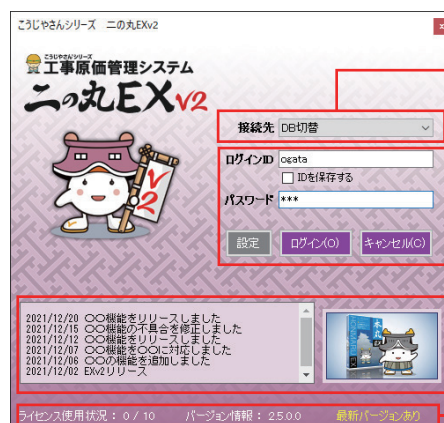 こうじやさんシリーズ 二の丸EXv2
こうじやさんシリーズ
工事原価管理システム
二の丸EXv2
接続先 DB切替
ログインID ogata
IDを保存する
パスワード ***
設定 ログイン(O) キャンセル(C)
v2
2021/12/20 〇〇機能をリリースしました
2021/12/15 〇〇機能の不具合を修正しました
2021/12/12 〇〇機能をリリースしました
2021/12/07 〇〇機能を〇〇に対応しました
2021/12/06 〇〇の機能を追加しました
2021/12/02 EXv2リリース
ライセンス使用状況： 0 / 10 バージョン情報： 2.5.0.0 最新バージョンあり